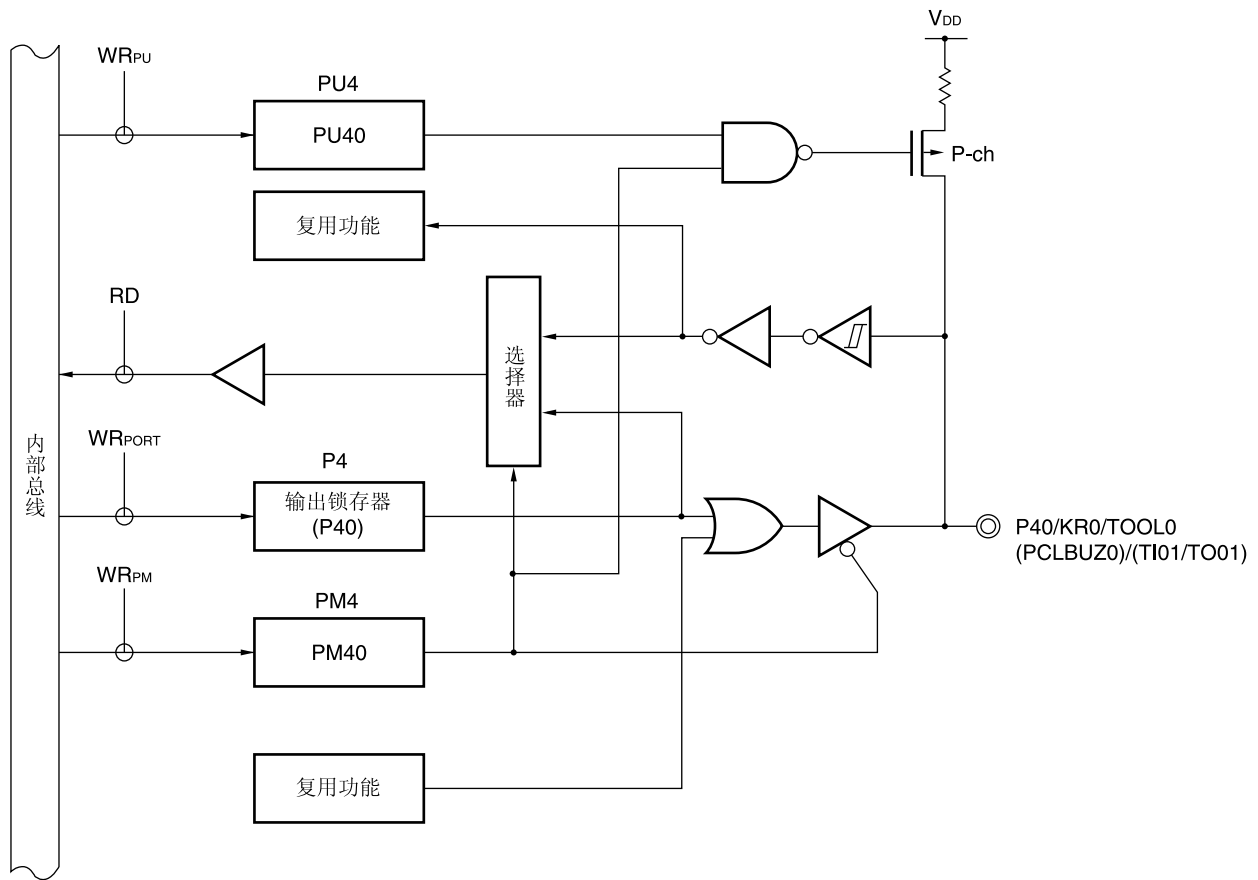 VDD
WRPU
PU4
PU40
P-ch
复用功能
RD
选择器
内部总线
WRPORT
P4
输出锁存器
(P40)
P40/KR0/TOOL0
(PCLBUZ0)/(TI01/TO01)
WRPM
PM4
PM40
复用功能